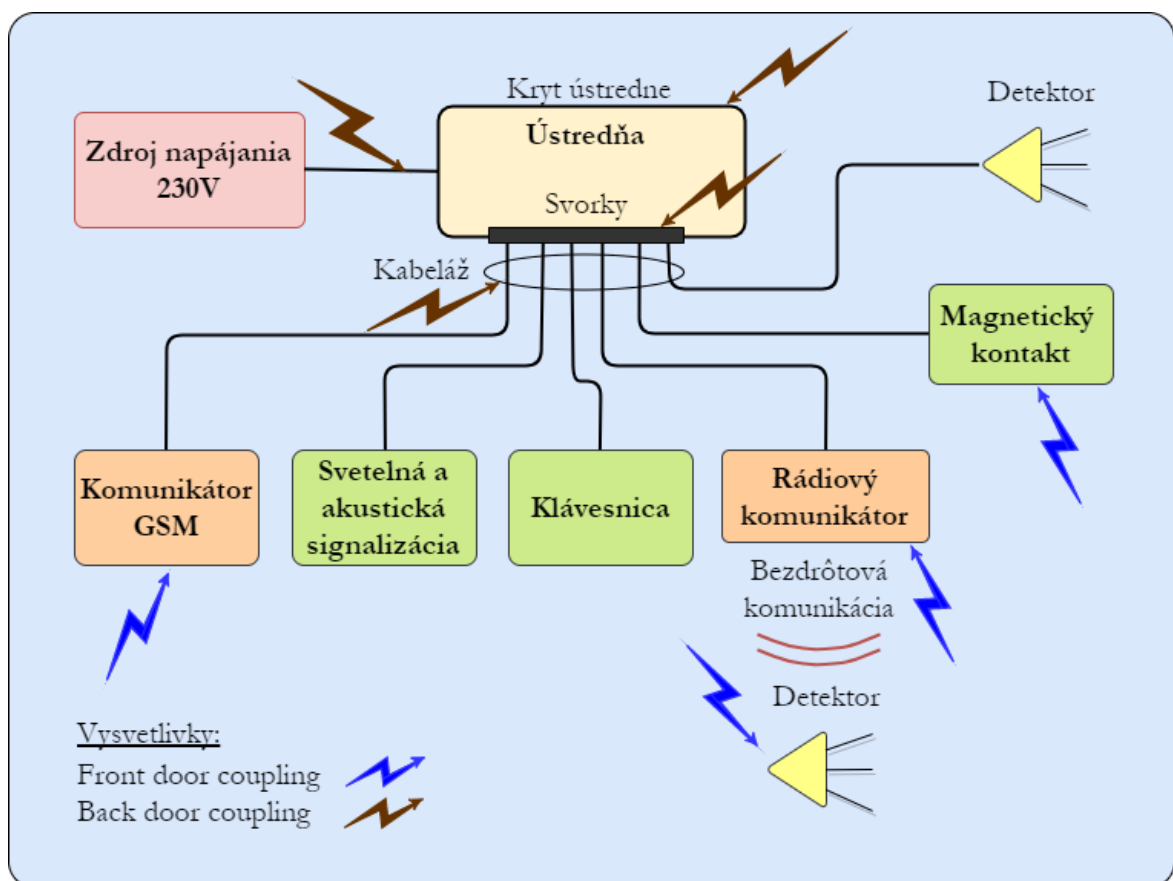 Kryt ústredne
Ústredňa
Detektor
Zdroj napájania
230V
Svorky
Kabeláž
Magnetický
kontakt
Komunikátor
GSM
Svetelná a
akustická
signalizácia
Klávesnica
Rádiový
komunikátor
Bezdrôtová
komunikácia
Detektor
Vysvetlivky:
Front door coupling
Back door coupling